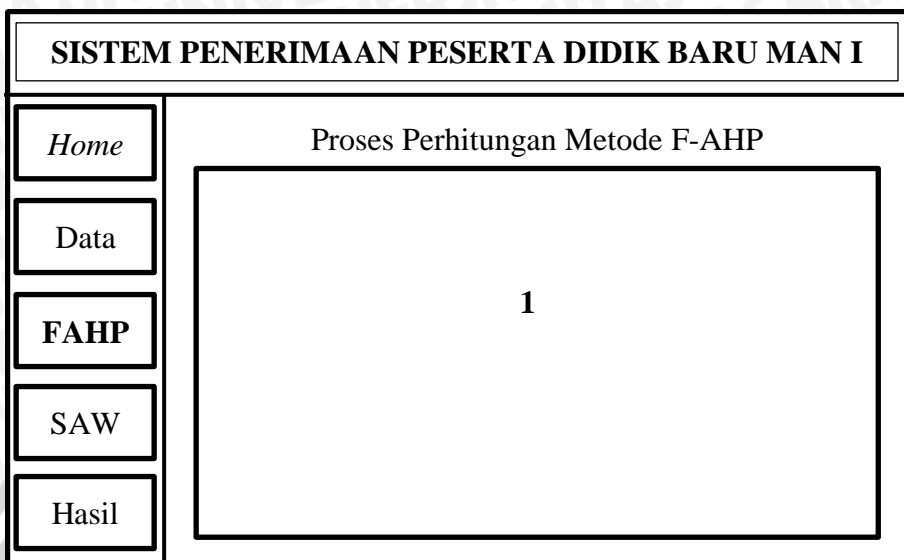 SISTEM PENERIMAAN PESERTA DIDIK BARU MAN I
Home
Data
FAHP
SAW
Hasil
Proses Perhitungan Metode F-AHP
1